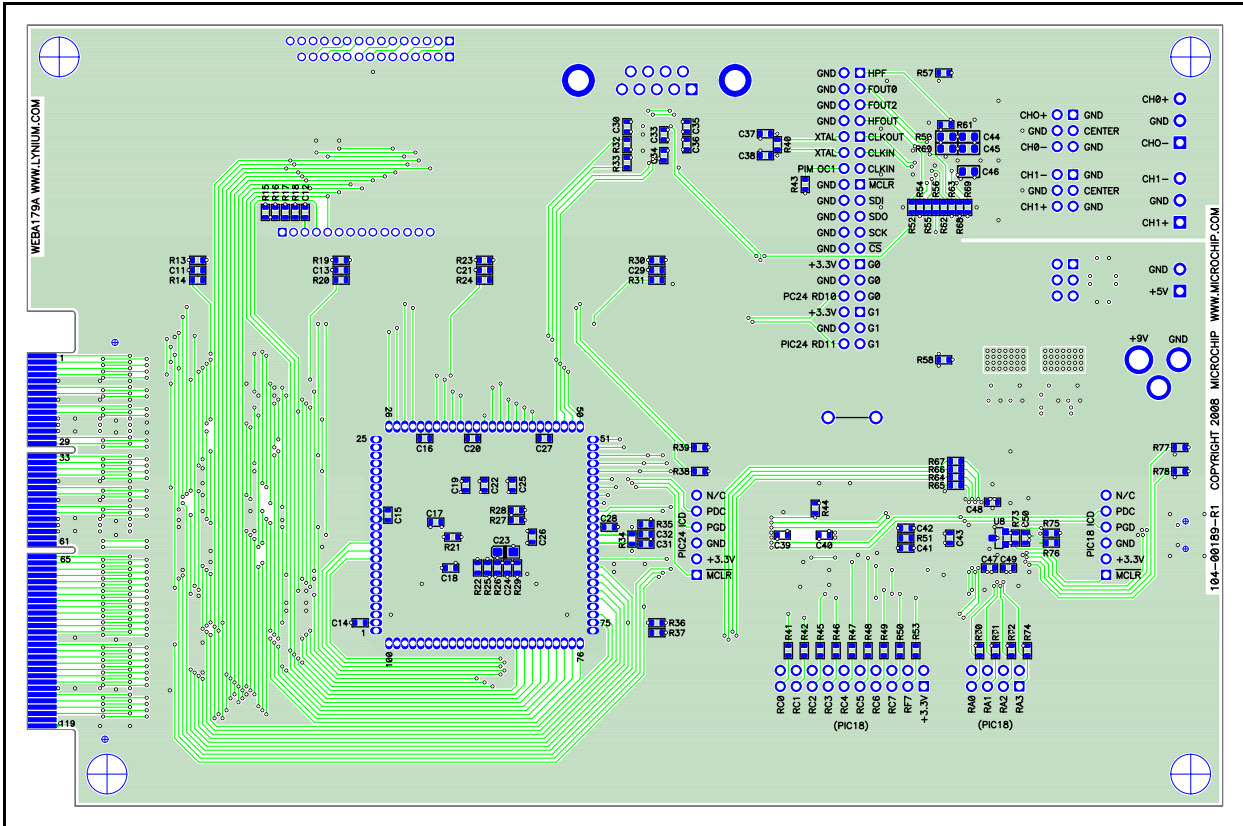 WEBA179A WWW.LYNIUM.COM
GND HPF
GND FOUT0
GND FOUT2
GND HFOUT
XTAL CLKOUT
XTAL CLKIN
PIM OC1 CLKIN
GND MCLR
GND SDI
GND SDO
GND SCK
GND CS
+3.3V G0
GND G0
PC24 RD10 G0
+3.3V G1
GND G1
PIC24 RD11 G1
R57
R61
C44
C45
C46
R43
R40
C37
C38
C30
R32
R33
C33
C34
C35
C36
R54
R56
R63
R69
R52
R55
R62
R68
CHO+ GND
GND CENTER
CH0- GND
CH1- GND
GND CENTER
CH1+ GND
CH0+
GND
CHO-
CH1-
GND
CH1+
GND
+5V
+9V GND
R15
R16
R17
R18
C12
R13
C11
R14
R19
C13
R20
R23
C21
R24
R30
C29
R31
R58
1
29
33
61
65
119
26
50
25
51
C16
C20
C27
C19
C22
C25
C15
C17
R28
R27
R21
C26
C23
C18
R22
R25
R26
C24
R29
C14
1
75
100
76
C28
R34
R35
C32
C31
R36
R37
R39
R38
PIC24 ICD
N/C
PDC
PGD
GND
+3.3V
MCLR
R67
R66
R64
R65
C48
R44
C39
C40
C42
R51
C41
C43
U8
R73
C50
R75
R76
C47
C49
R77
R78
PIC18 ICD
N/C
PDC
PGD
GND
+3.3V
MCLR
R41
R42
R45
R46
R47
R48
R49
R50
R53
RC0
RC1
RC2
RC3
RC4
RC5
RC6
RC7
RF7
+3.3V
(PIC18)
R74
RA0
RA1
RA2
RA3
(PIC18)
104-00189-R1 COPYRIGHT 2008 MICROCHIP WWW.MICROCHIP.COM